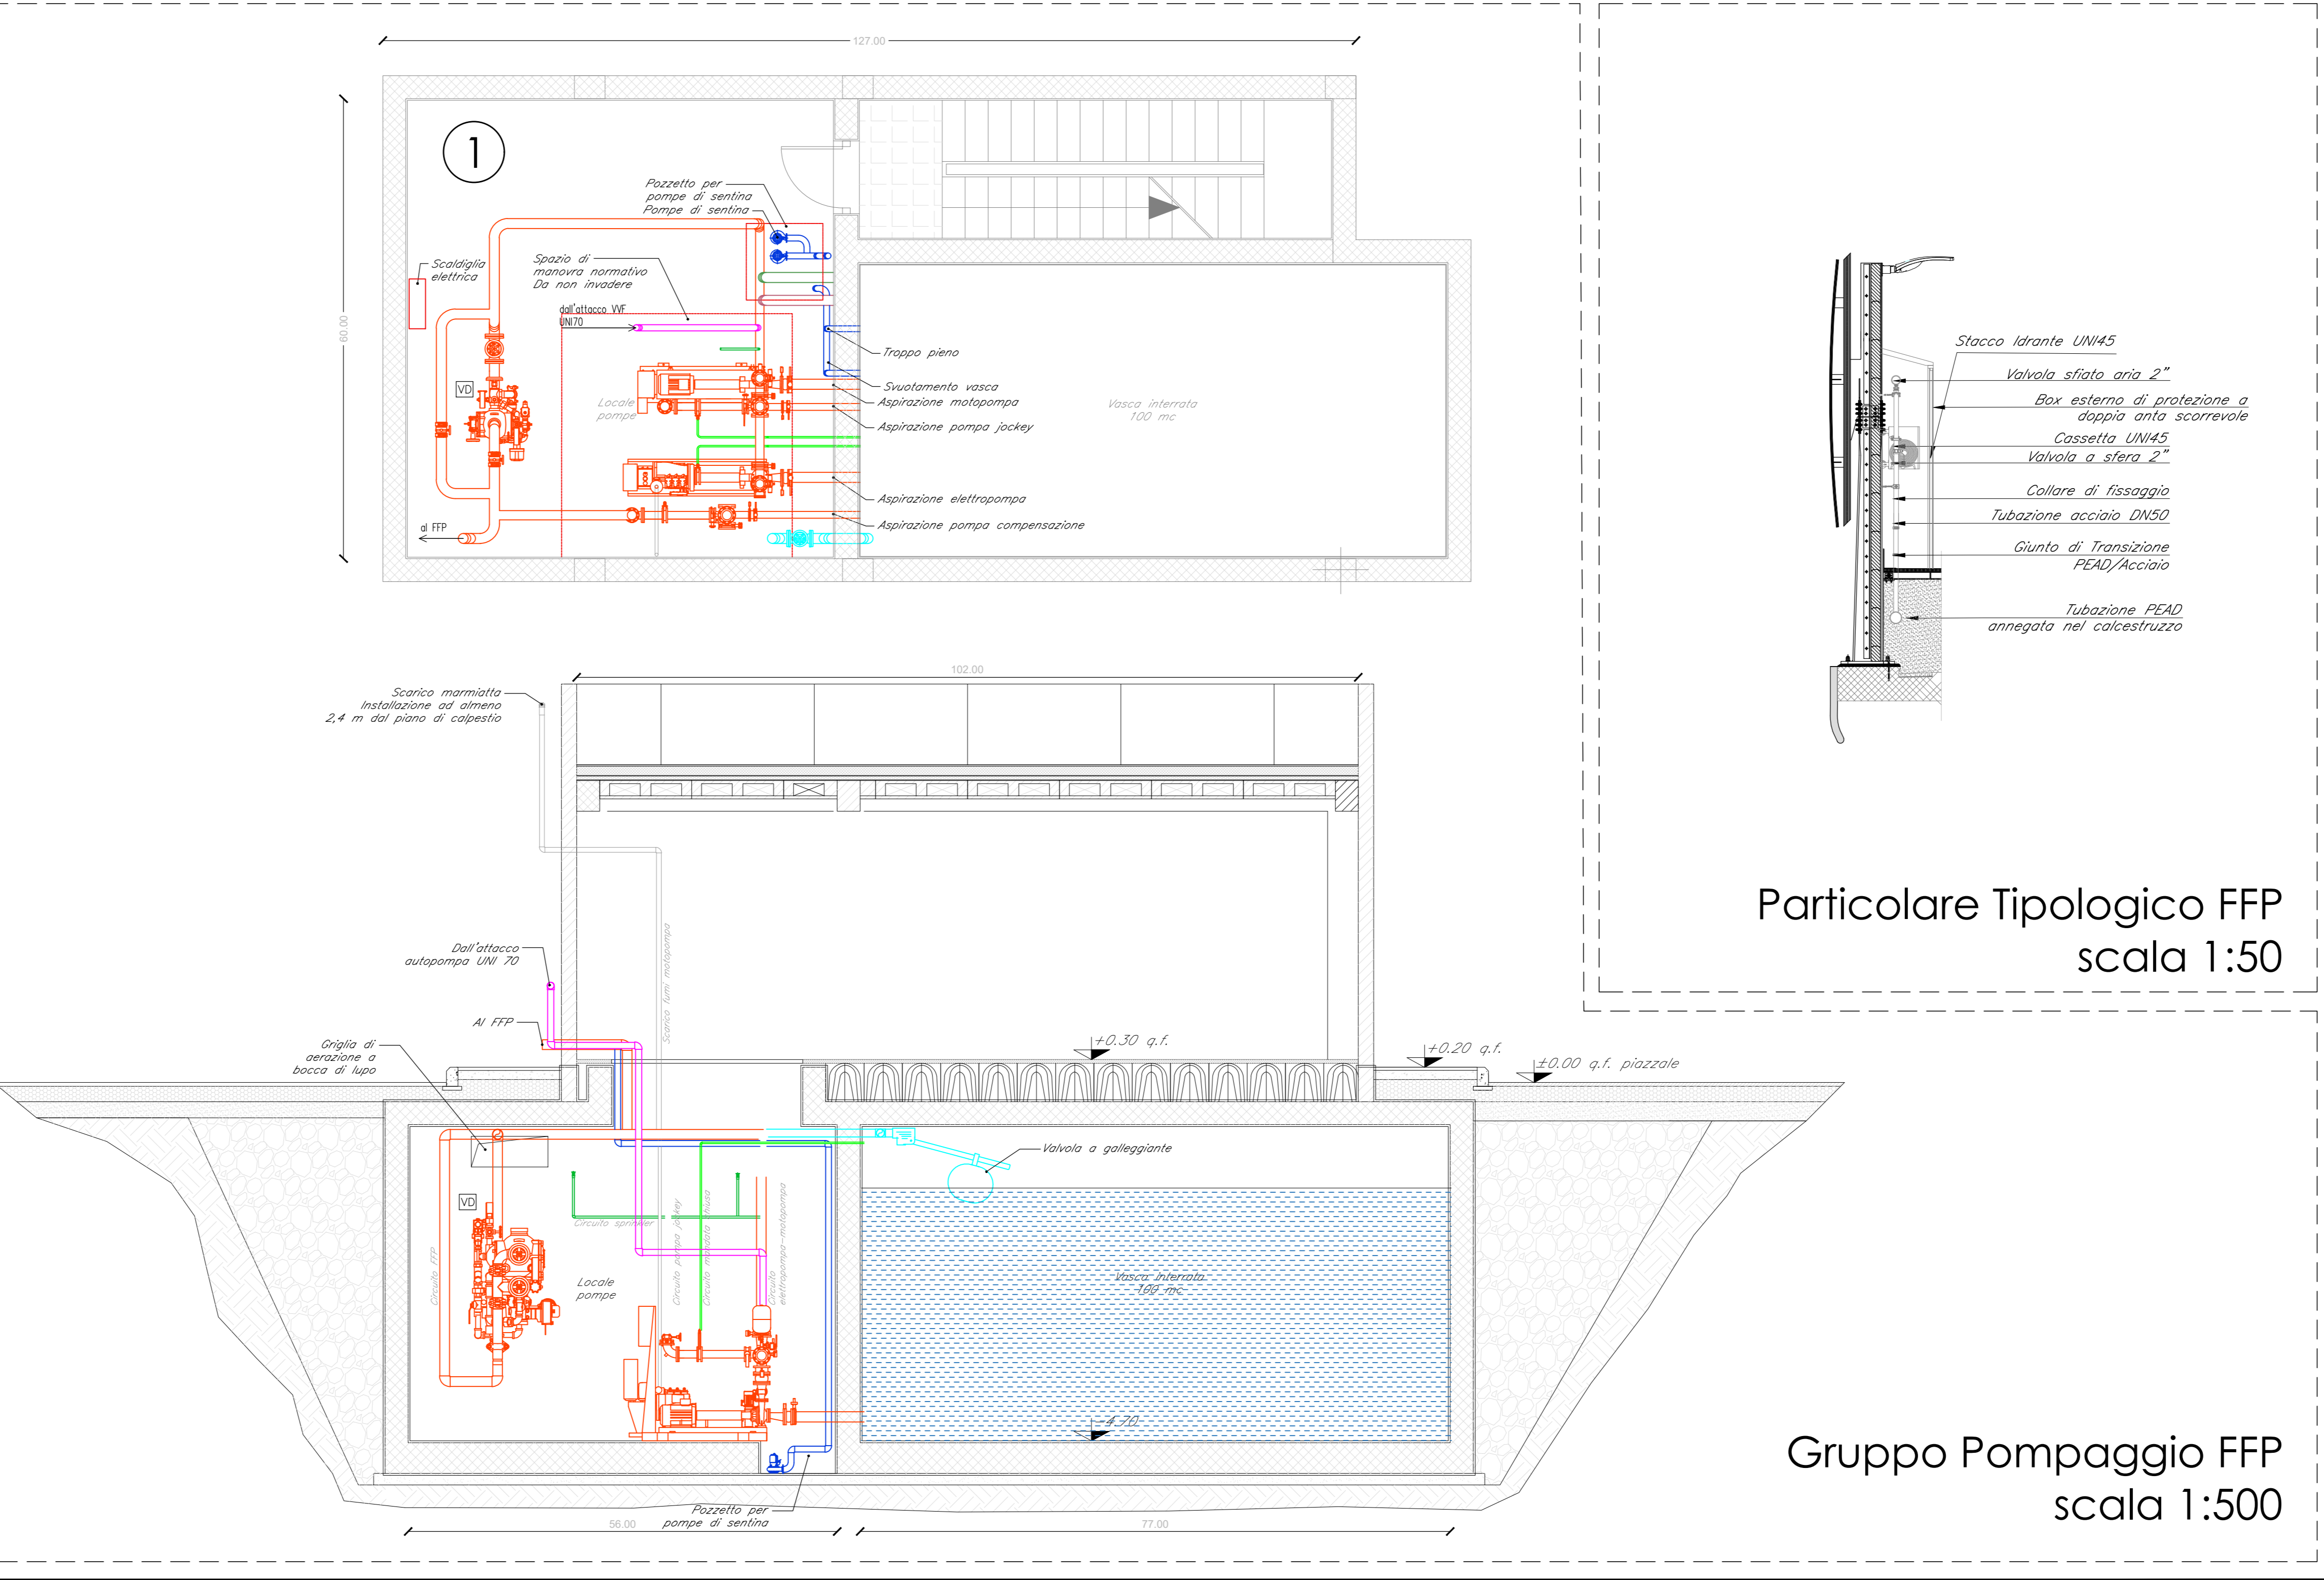 127.00
60.00
1
Pozzetto per
pompe di sentina
Pompe di sentina
Scaldiglia
elettrica
Spazio di
manovra normativo
Da non invadere
dall'attacco VVF
UNI70
VD
Locale
pompe
Troppo pieno
Svuotamento vasca
Aspirazione motopompa
Aspirazione pompa jockey
Vasca interrata
100 mc
Aspirazione elettropompa
Aspirazione pompa compensazione
al FFP
Stacco Idrante UNI45
Valvola sfiato aria 2"
Box esterno di protezione a
doppia anta scorrevole
Cassetta UNI45
Valvola a sfera 2"
Collare di fissaggio
Tubazione acciaio DN50
Giunto di Transizione
PEAD/Acciaio
Tubazione PEAD
annegata nel calcestruzzo
Particolare Tipologico FFP
scala 1:50
102.00
Scarico marmiatta
Installazione ad almeno
2,4 m dal piano di calpestio
Scarico fumi motopompa
Dall'attacco
autopompa UNI 70
Al FFP
Griglia di
aerazione a
bocca di lupo
+0.30 q.f.
+0.20 q.f.
±0.00 q.f. piazzale
Valvola a galleggiante
VD
Circuito FFP
Circuito sprinkler
Circuito pompa jockey
Circuito mandata chiusa
Circuito
elettropompa-motopompa
Locale
pompe
Vasca Interrata
100 mc
-4.70
Pozzetto per
pompe di sentina
56.00
77.00
Gruppo Pompaggio FFP
scala 1:500